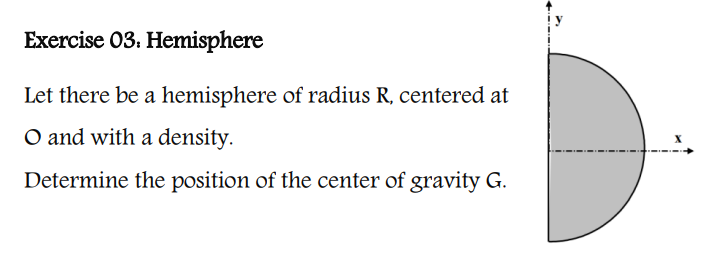 Exercise 03: Hemisphere
Let there be a hemisphere of radius R, centered at
O and with a density.
Determine the position of the center of gravity G.
y
x